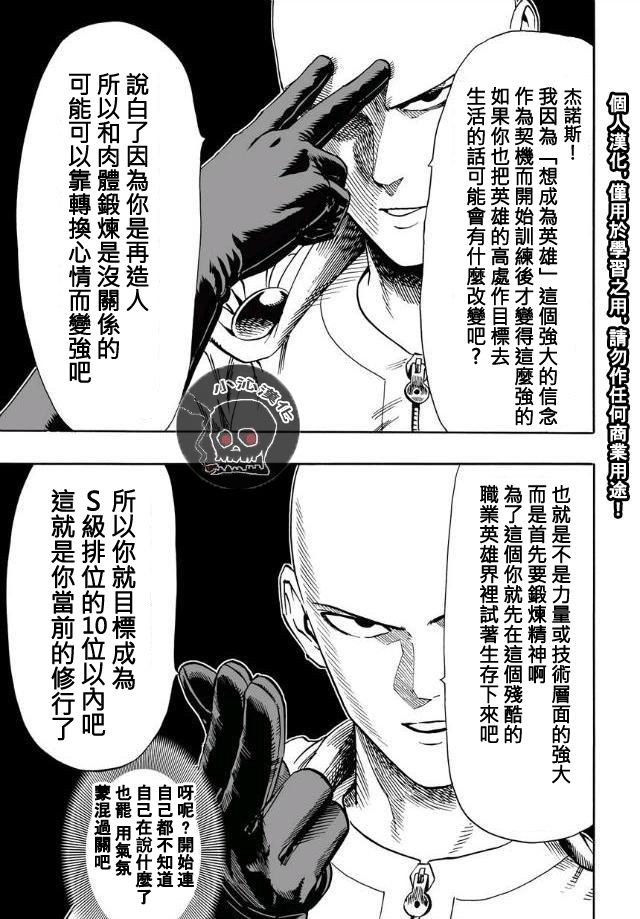 個人漢化,僅用於學習之用,請勿作任何商業用途!
杰諾斯!
我因為「想成為英雄」這個強大的信念
作為契機而開始訓練後才變得這麼強的
如果你也把英雄的高處作目標去
生活的話可能會有什麼改變吧?
說白了因為你是再造人
所以和肉體鍛煉是沒關係的
可能可以靠轉換心情而變強吧
小沁漢化
也就是不是力量或技術層面的強大
而是首先要鍛煉精神啊
為了這個你就先在這個殘酷的
職業英雄界裡試著生存下來吧
所以你就目標成為
S級排位的10位以內吧
這就是你當前的修行了
呀呢?開始連
自己都不知道
自己在說什麼了
也罷 用氣氛
蒙混過關吧